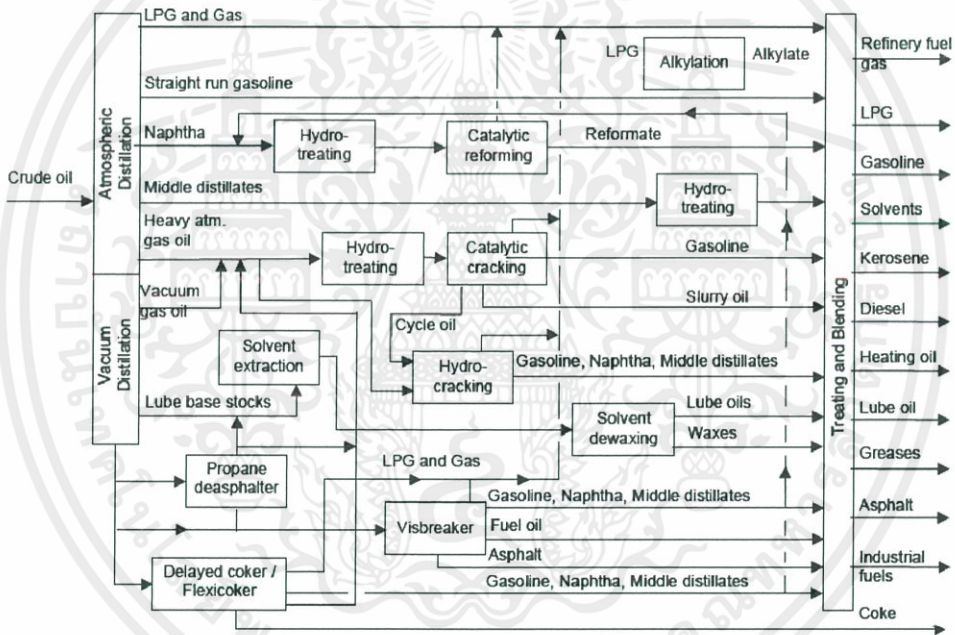 LPG and Gas
LPG
Alkylation
Alkylate
Refinery fuel
gas
Straight run gasoline
LPG
Naphtha
Hydro-
treating
Catalytic
reforming
Reformate
Gasoline
Crude oil
Atmospheric
Distillation
Middle distillates
Hydro-
treating
Solvents
Heavy atm.
gas oil
Hydro-
treating
Catalytic
cracking
Gasoline
Kerosene
Vacuum
gas oil
Slurry oil
Diesel
Vacuum
Distillation
Solvent
extraction
Cycle oil
Hydro-
cracking
Gasoline, Naphtha, Middle distillates
Treating and Blending
Heating oil
Lube base stocks
Solvent
dewaxing
Lube oils
Waxes
Lube oil
Greases
Propane
deasphalter
LPG and Gas
Gasoline, Naphtha, Middle distillates
Visbreaker
Fuel oil
Asphalt
Asphalt
Delayed coker /
Flexicoker
Gasoline, Naphtha, Middle distillates
Industrial
fuels
Coke